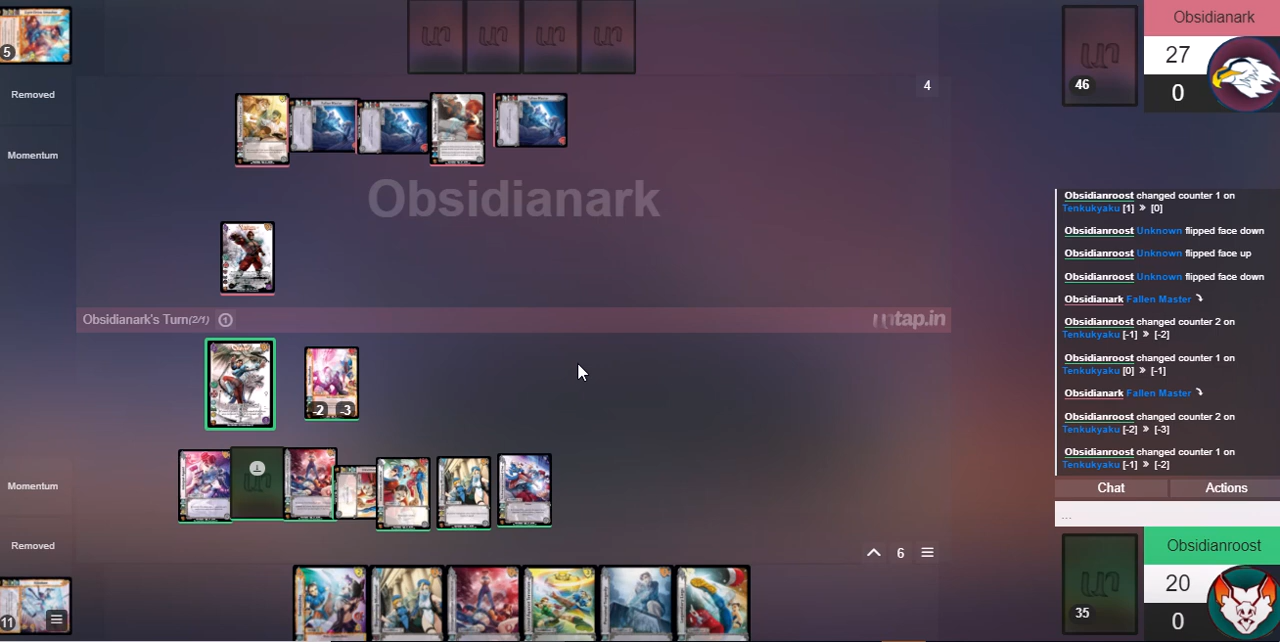 Obsidianark
27
0
46
5
Removed
Momentum
4
Obsidianark
Obsidianark's Turn(2/1) 1
untap.in
-2 -3
1
Momentum
Removed
11
6
Obsidianroost changed counter 1 on
Tenkukyaku [1] » [0]
Obsidianroost Unknown flipped face down
Obsidianroost Unknown flipped face up
Obsidianroost Unknown flipped face down
Obsidianark Fallen Master
Obsidianroost changed counter 2 on
Tenkukyaku [-1] » [-2]
Obsidianroost changed counter 1 on
Tenkukyaku [0] » [-1]
Obsidianark Fallen Master
Obsidianroost changed counter 2 on
Tenkukyaku [-2] » [-3]
Obsidianroost changed counter 1 on
Tenkukyaku [-1] » [-2]
Chat Actions
...
Obsidianroost
20
0
35